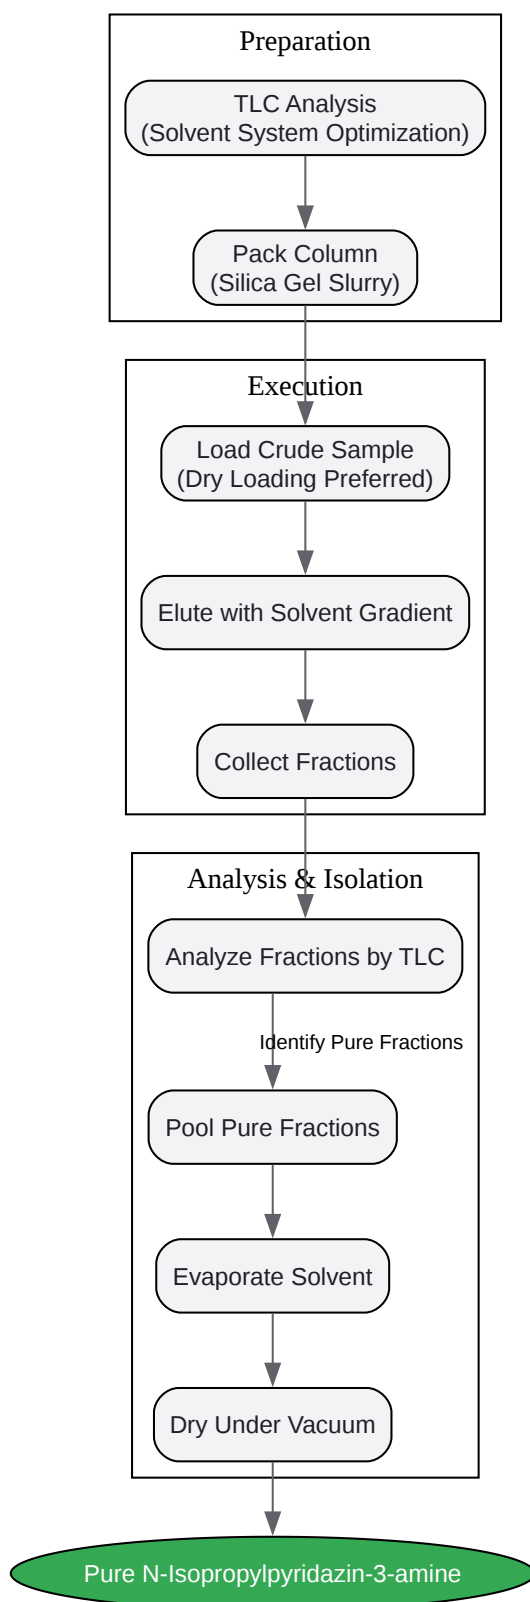 Preparation
TLC Analysis
(Solvent System Optimization)
Pack Column
(Silica Gel Slurry)
Execution
Load Crude Sample
(Dry Loading Preferred)
Elute with Solvent Gradient
Collect Fractions
Analysis & Isolation
Analyze Fractions by TLC
Identify Pure Fractions
Pool Pure Fractions
Evaporate Solvent
Dry Under Vacuum
Pure N-Isopropylpyridazin-3-amine